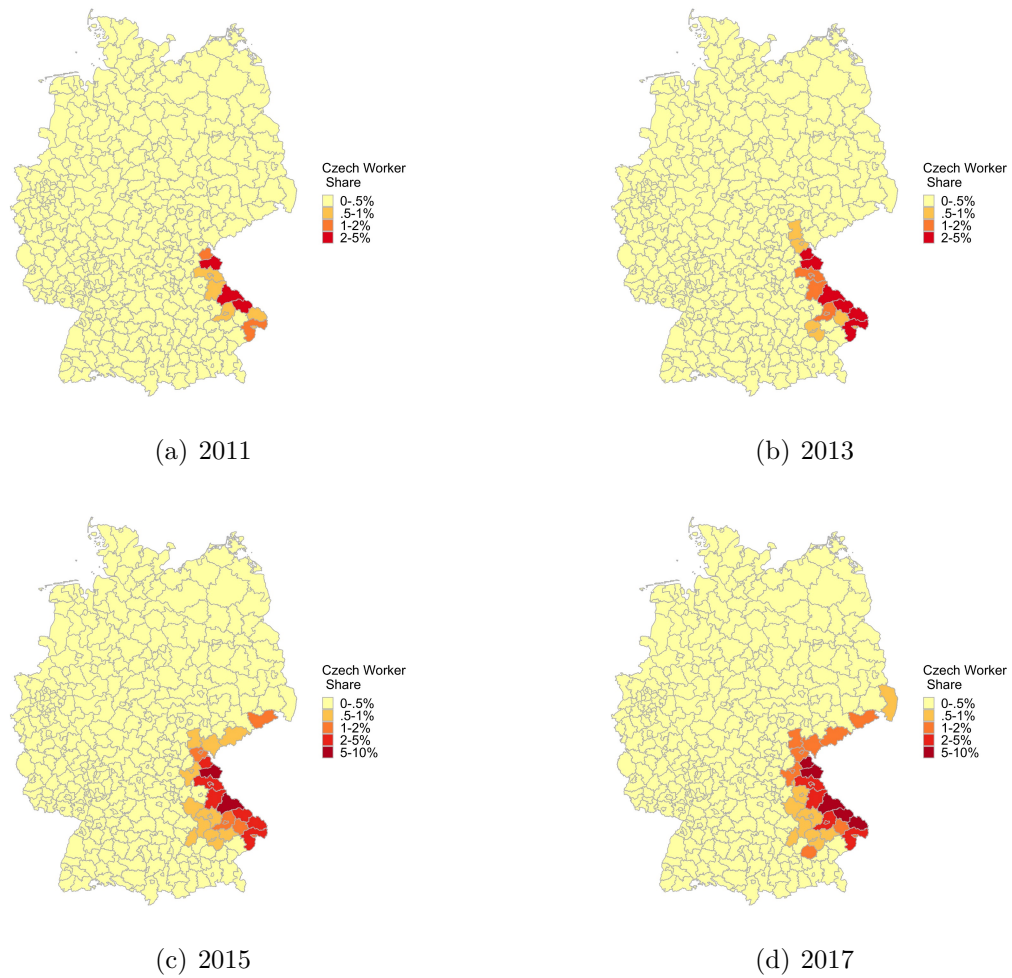 Czech Worker
Share
0-.5%
.5-1%
1-2%
2-5%
(a) 2011
Czech Worker
Share
0-.5%
.5-1%
1-2%
2-5%
(b) 2013
Czech Worker
Share
0-.5%
.5-1%
1-2%
2-5%
5-10%
(c) 2015
Czech Worker
Share
0-.5%
.5-1%
1-2%
2-5%
5-10%
(d) 2017